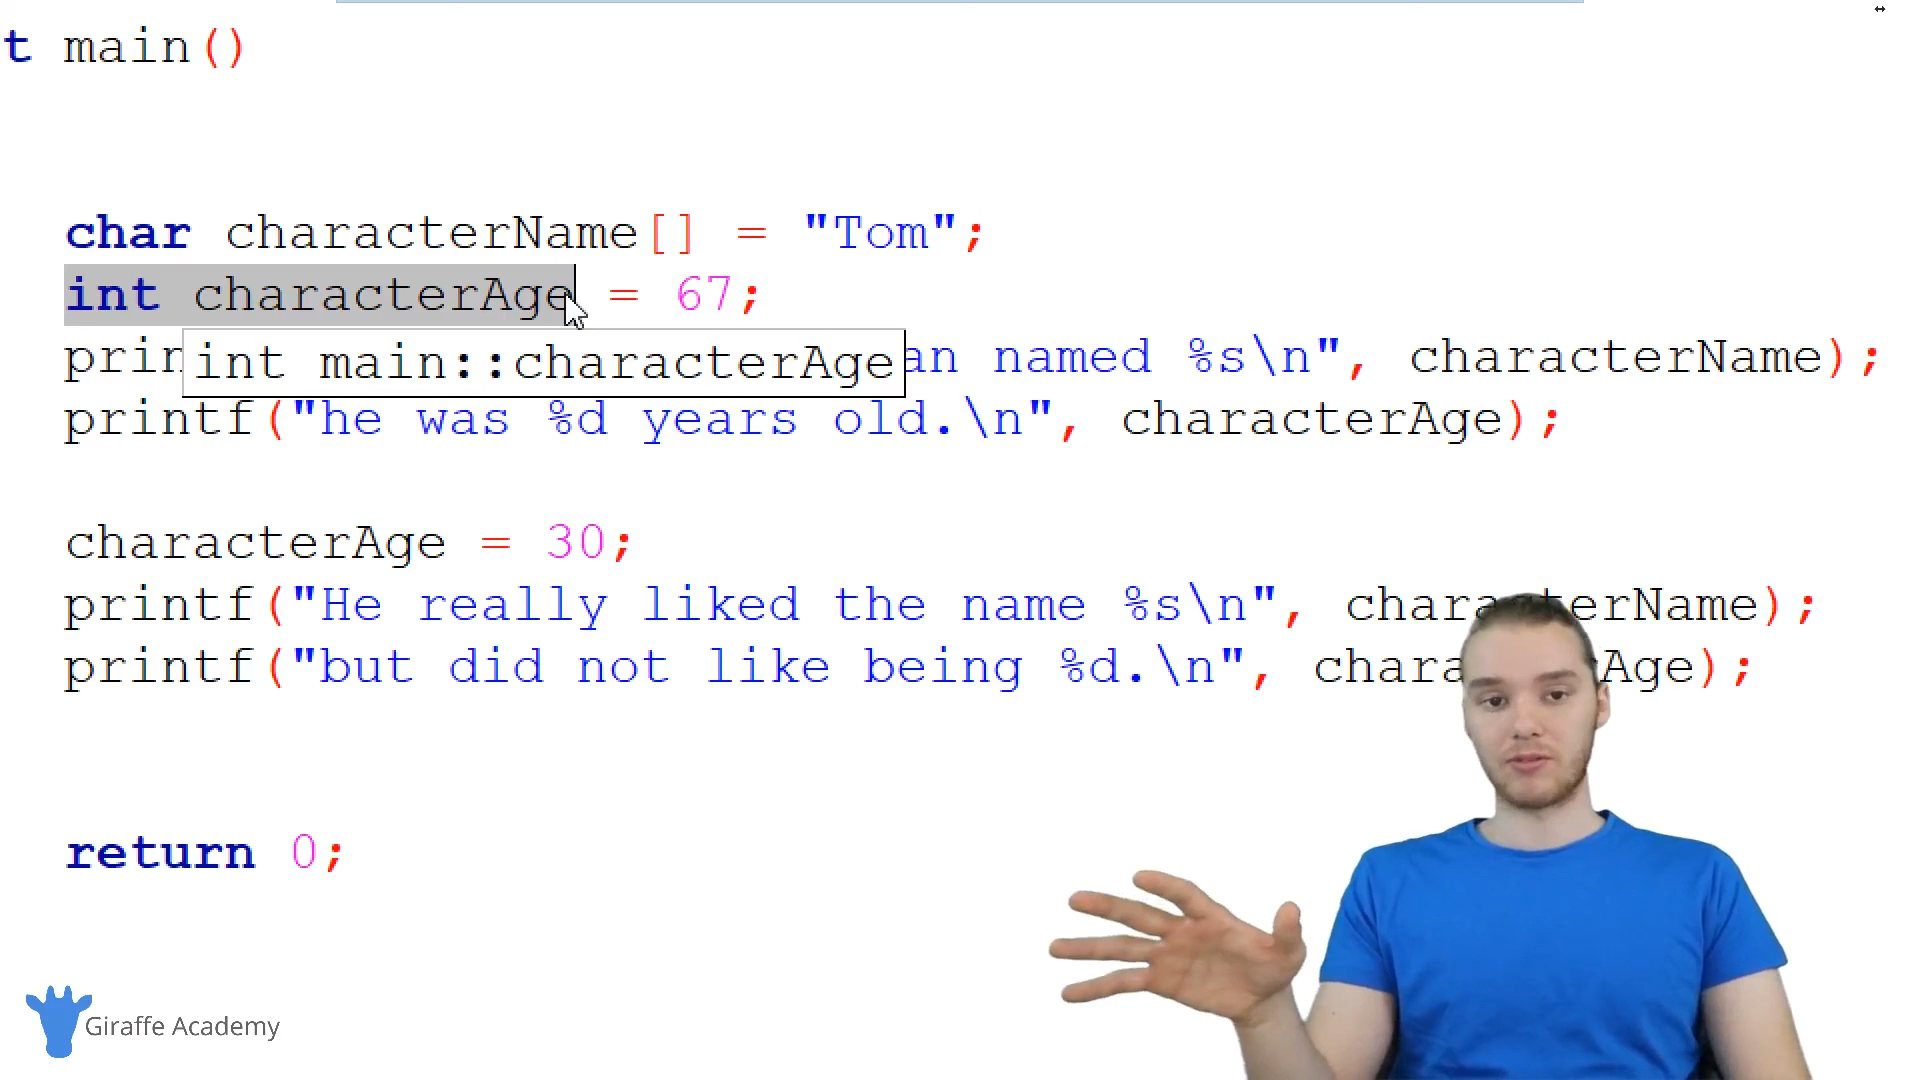 t main()
char characterName[] = "Tom";
int characterAge = 67;
prin an named %s\n", characterName);
int main::characterAge
printf("he was %d years old.\n", characterAge);
characterAge = 30;
printf("He really liked the name %s\n", characterName);
printf("but did not like being %d.\n", chara Age);
return 0;
Giraffe Academy